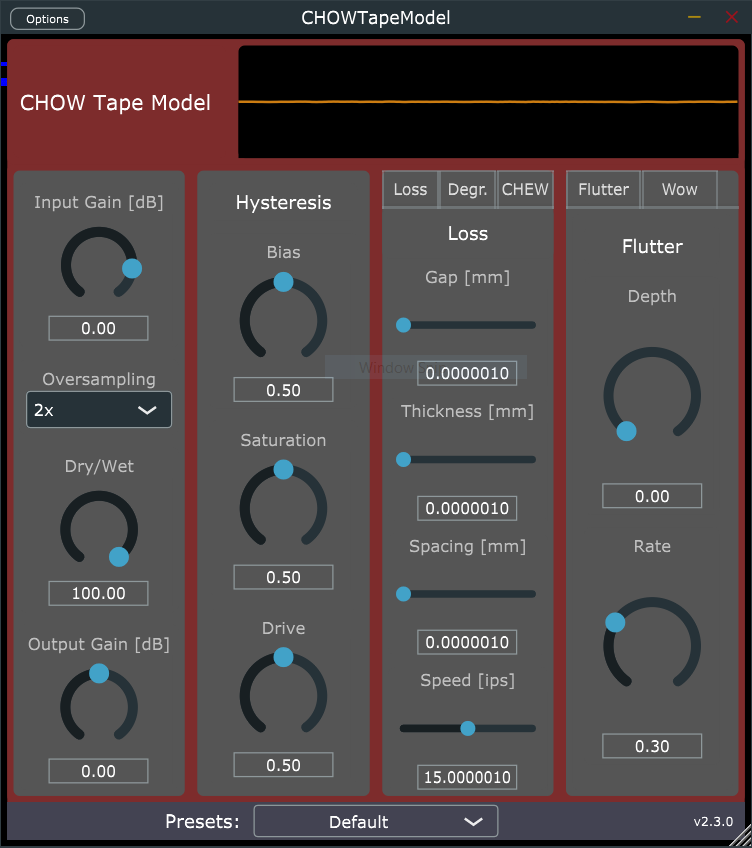 Options
CHOWTapeModel
CHOW Tape Model
Input Gain [dB]
0.00
Oversampling
2x
Dry/Wet
100.00
Output Gain [dB]
0.00
Hysteresis
Bias
0.50
Saturation
0.50
Drive
0.50
Loss Degr. CHEW
Loss
Gap [mm]
Window
0.0000010
Thickness [mm]
0.0000010
Spacing [mm]
0.0000010
Speed [ips]
15.0000010
Flutter Wow
Flutter
Depth
0.00
Rate
0.30
Presets: Default
v2.3.0